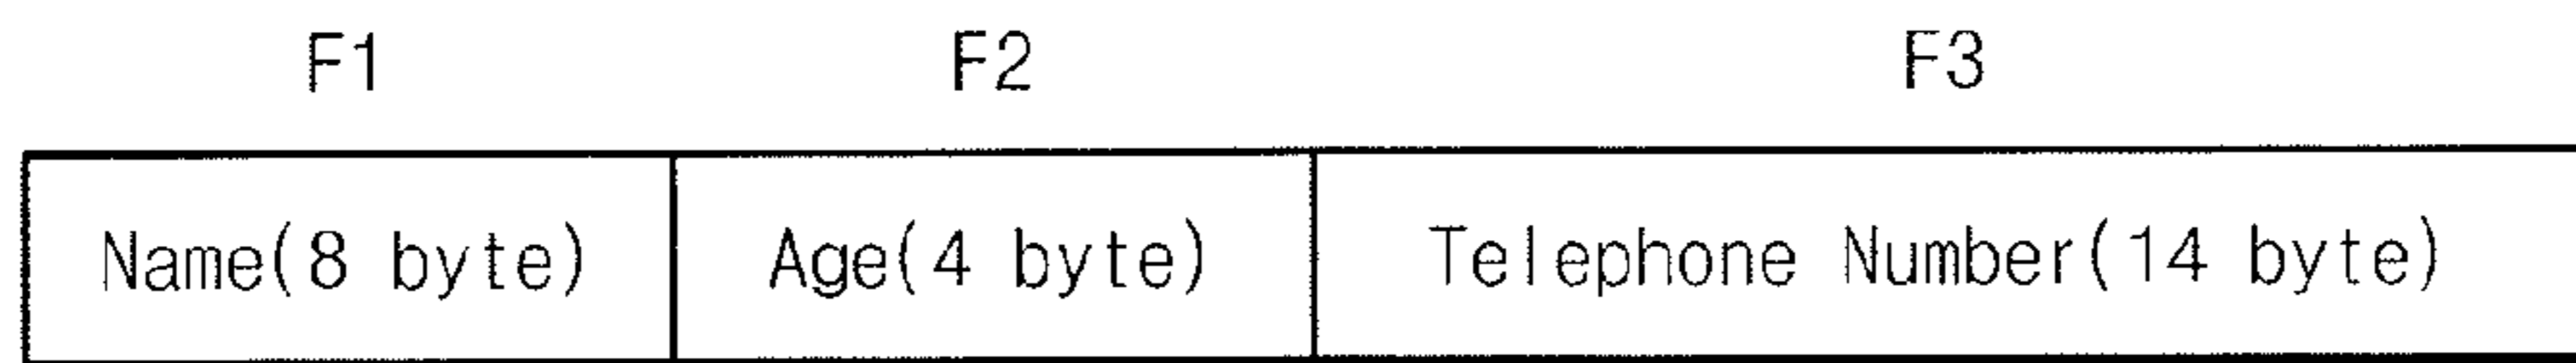 F1 F2 F3
Name(8 byte) Age(4 byte) Telephone Number(14 byte)